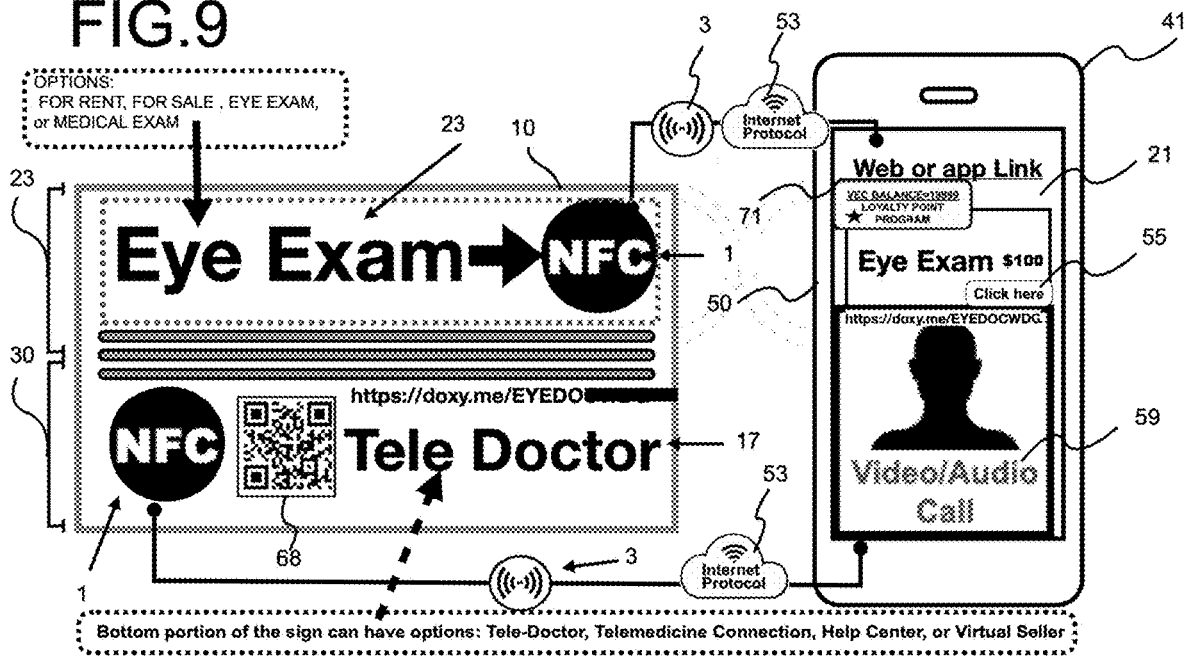 FIG.9
OPTIONS:
FOR RENT, FOR SALE , EYE EXAM,
or MEDICAL EXAM
23
10
3
53
41
Internet
Protocol
23
Web or app Link
21
71
VEC BALANCE=19899
★ LOYALTY POINT
PROGRAM
Eye Exam
NFC
1
Eye Exam $100
55
Click here
50
https://doxy.me/EYEDOCWDG
30
https://doxy.me/EYEDO
NFC
Tele Doctor
17
59
Video/Audio
Call
53
68
3
Internet
Protocol
1
Bottom portion of the sign can have options: Tele-Doctor, Telemedicine Connection, Help Center, or Virtual Seller